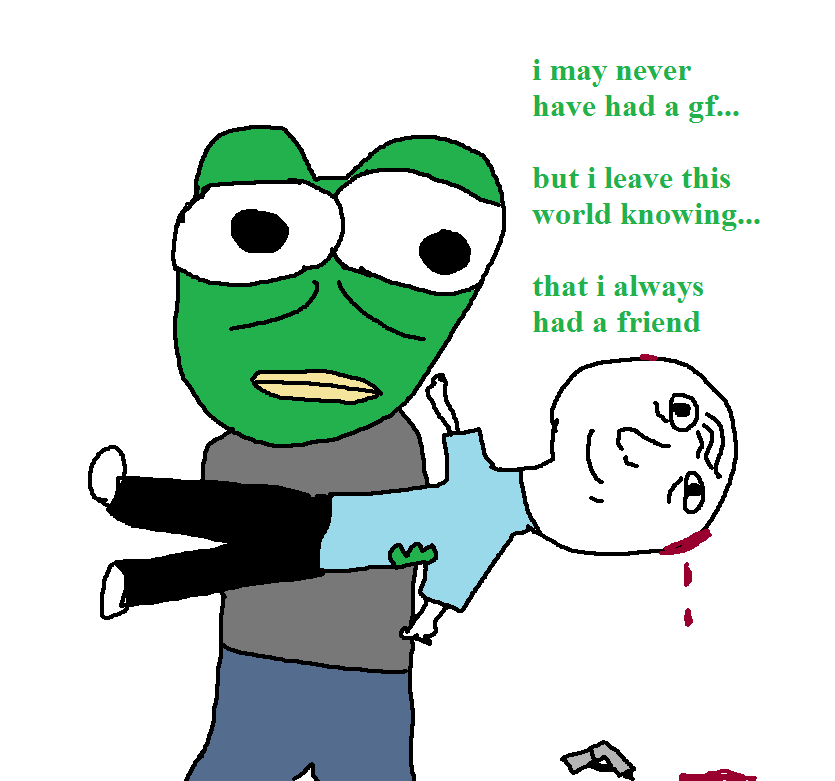 i may never
have had a gf...
but i leave this
world knowing...
that i always
had a friend